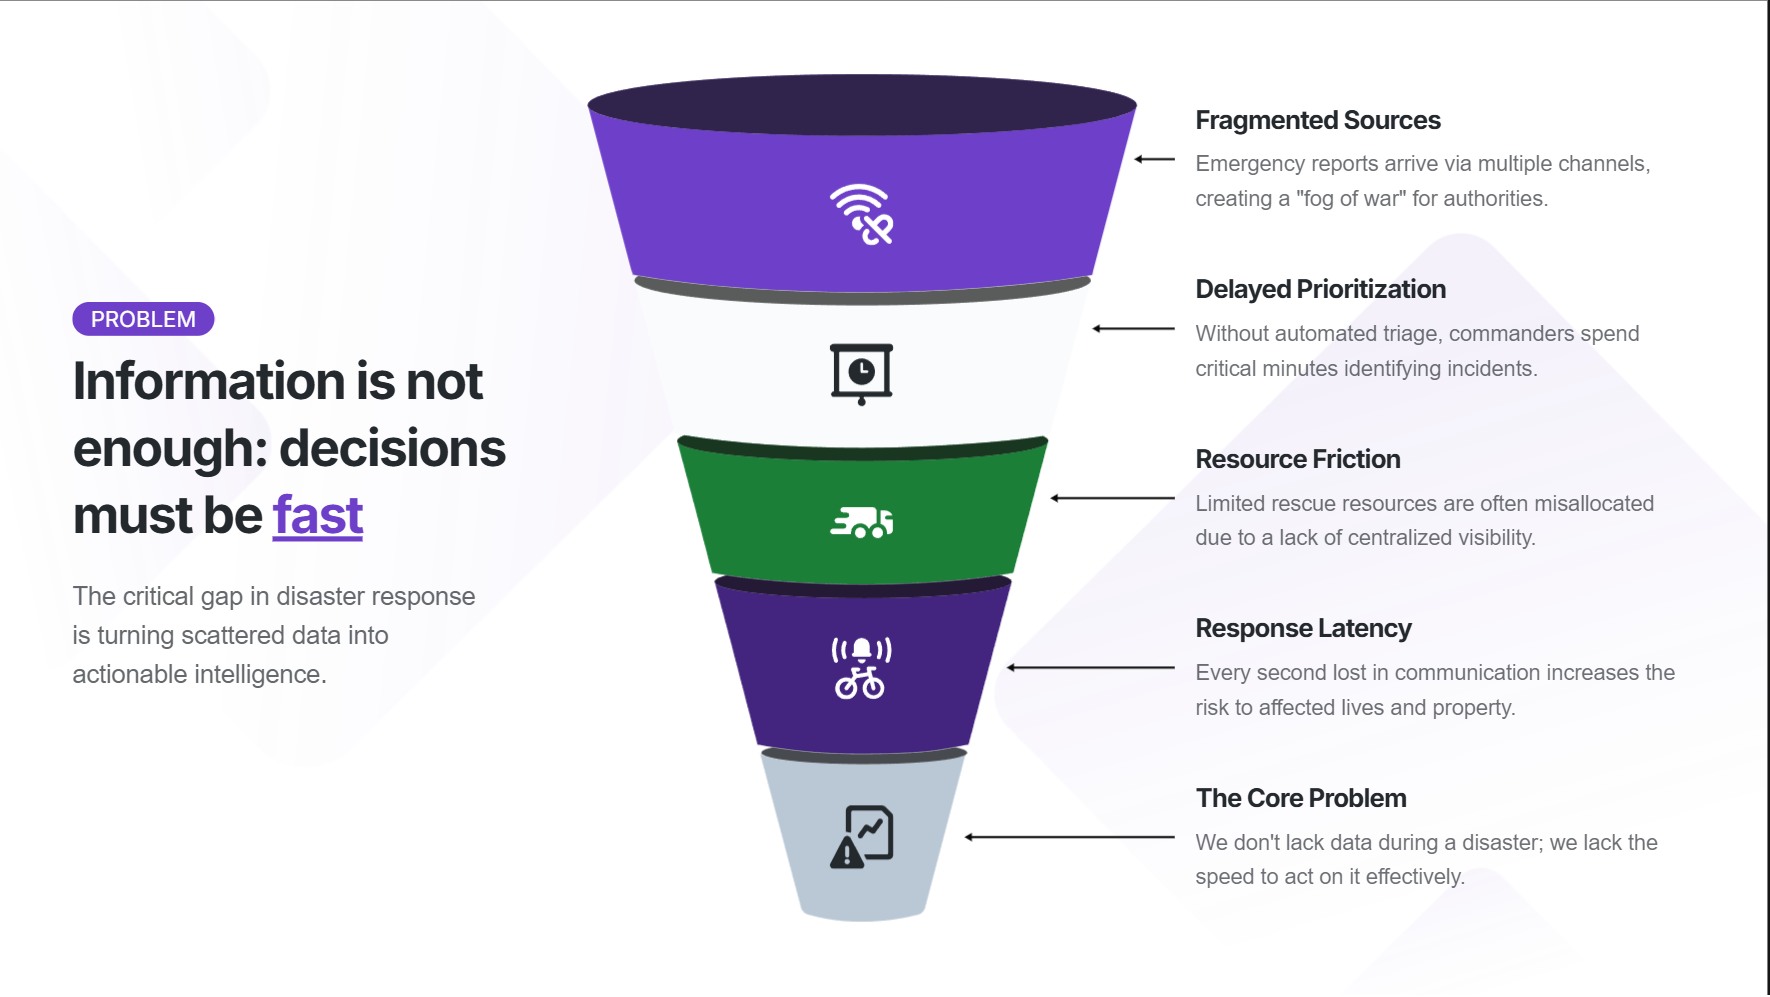 PROBLEM
Information is not
enough: decisions
must be fast
The critical gap in disaster response
is turning scattered data into
actionable intelligence.
Fragmented Sources
Emergency reports arrive via multiple channels,
creating a "fog of war" for authorities.
Delayed Prioritization
Without automated triage, commanders spend
critical minutes identifying incidents.
Resource Friction
Limited rescue resources are often misallocated
due to a lack of centralized visibility.
Response Latency
Every second lost in communication increases the
risk to affected lives and property.
The Core Problem
We don't lack data during a disaster; we lack the
speed to act on it effectively.